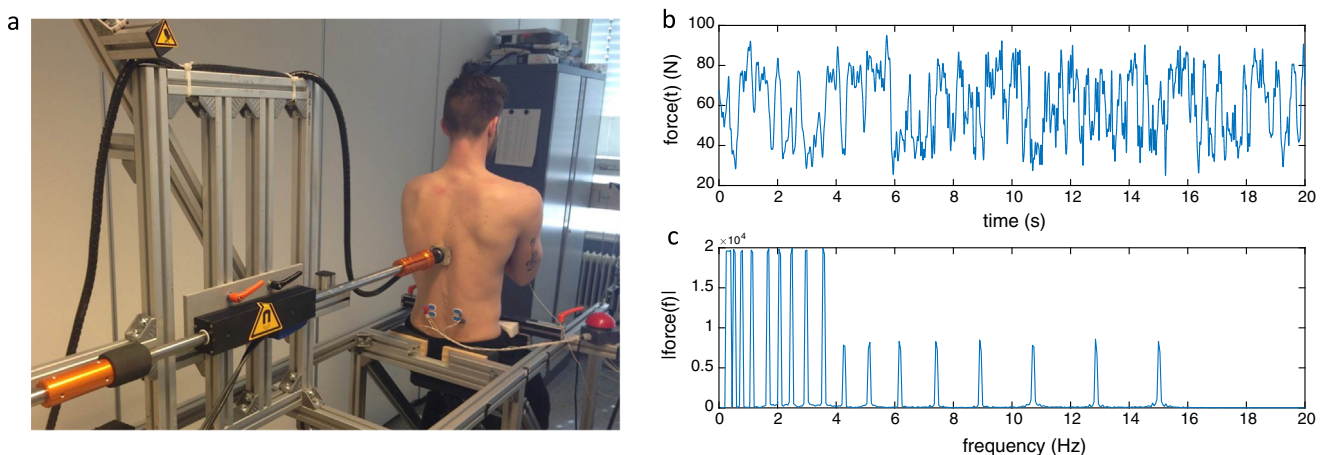 a
b
force(t) (N)
100
80
60
40
20
0 2 4 6 8 10 12 14 16 18 20
time (s)
c
×10⁴
|force(f)|
2
1.5
1
0.5
0
0 2 4 6 8 10 12 14 16 18 20
frequency (Hz)